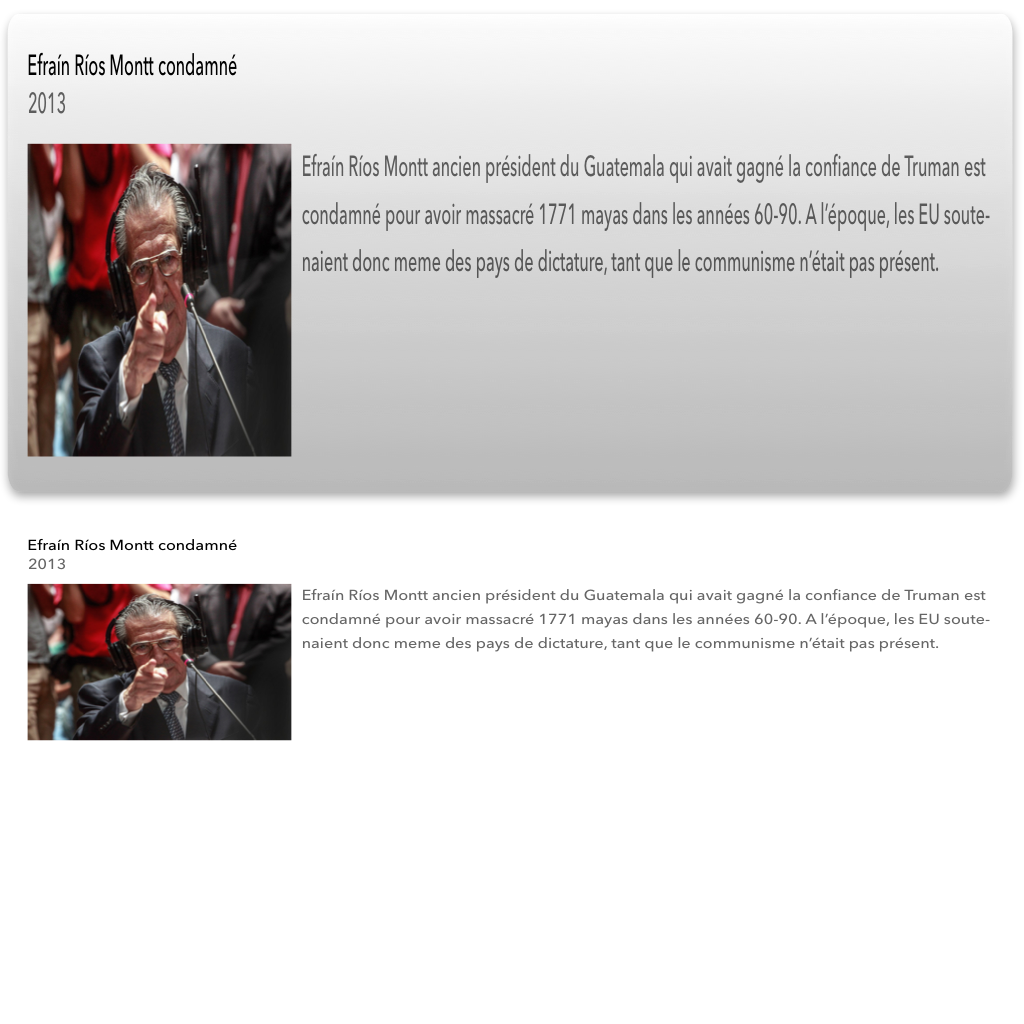 Efraín Ríos Montt condamné
2013
Efraín Ríos Montt ancien président du Guatemala qui avait gagné la confiance de Truman est
condamné pour avoir massacré 1771 mayas dans les années 60-90. A l’époque, les EU soute-
naient donc meme des pays de dictature, tant que le communisme n’était pas présent.
Efraín Ríos Montt condamné
2013
Efraín Ríos Montt ancien président du Guatemala qui avait gagné la confiance de Truman est
condamné pour avoir massacré 1771 mayas dans les années 60-90. A l’époque, les EU soute-
naient donc meme des pays de dictature, tant que le communisme n’était pas présent.